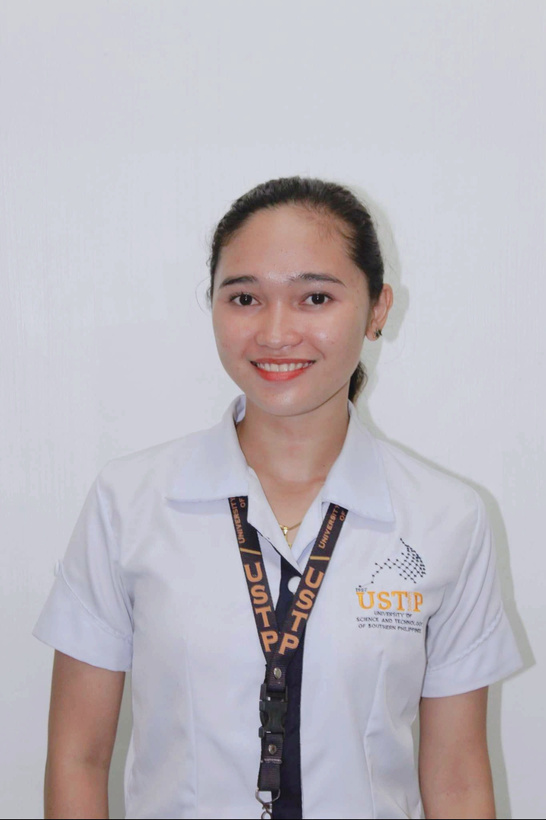 UNIVERSITY OF
USTP
UNIVERSITY OF
USTP
USTP
UNIVERSITY OF
SCIENCE AND TECHNOLOGY
OF SOUTHERN PHILIPPINES